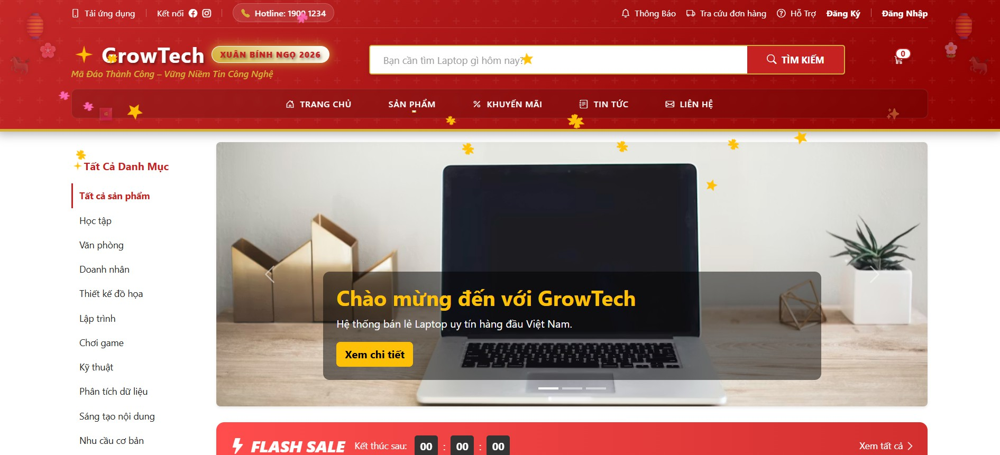 Tải ứng dụng
Kết nối
Hotline: 1900 1234
Thông Báo
Tra cứu đơn hàng
Hỗ Trợ
Đăng Ký
Đăng Nhập
GrowTech
XUÂN BÍNH NGỌ 2026
Mã Đáo Thành Công – Vững Niềm Tin Công Nghệ
Bạn cần tìm Laptop gì hôm nay?
TÌM KIẾM
0
TRANG CHỦ
SẢN PHẨM
KHUYẾN MÃI
TIN TỨC
LIÊN HỆ
Tất Cả Danh Mục
Tất cả sản phẩm
Học tập
Văn phòng
Doanh nhân
Thiết kế đồ họa
Lập trình
Chơi game
Kỹ thuật
Phân tích dữ liệu
Sáng tạo nội dung
Nhu cầu cơ bản
Chào mừng đến với GrowTech
Hệ thống bán lẻ Laptop uy tín hàng đầu Việt Nam.
Xem chi tiết
FLASH SALE
Kết thúc sau:
00 : 00 : 00
Xem tất cả